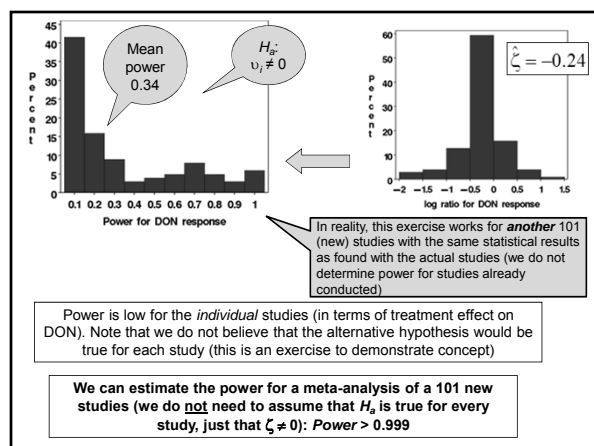 45
40
35
30
25
20
15
10
5
0
Percent
Mean
power
0.34
Hₐ:
υᵢ ≠ 0
0.1 0.2 0.3 0.4 0.5 0.6 0.7 0.8 0.9 1
Power for DON response
60
50
40
30
20
10
0
Percent
ζ̂ = −0.24
-2 -1.5 -1 -0.5 0 0.5 1 1.5
log ratio for DON response
In reality, this exercise works for another 101
(new) studies with the same statistical results
as found with the actual studies (we do not
determine power for studies already
conducted)
Power is low for the individual studies (in terms of treatment effect on
DON). Note that we do not believe that the alternative hypothesis would be
true for each study (this is an exercise to demonstrate concept)
We can estimate the power for a meta-analysis of a 101 new
studies (we do not need to assume that Hₐ is true for every
study, just that ζ ≠ 0): Power > 0.999